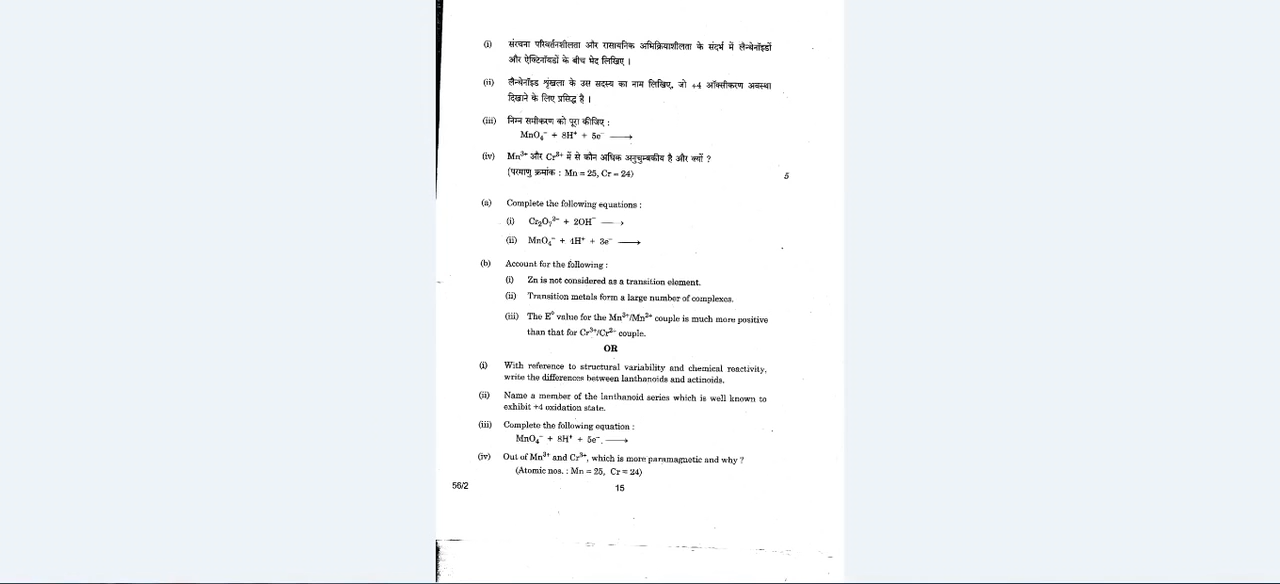 (i) संरचना परिवर्तनशीलता और रासायनिक अभिक्रियाशीलता के संदर्भ में लैन्थेनॉइडों
और ऐक्टिनॉयडों के बीच भेद लिखिए ।
(ii) लैन्थेनॉइड शृंखला के उस सदस्य का नाम लिखिए, जो +4 ऑक्सीकरण अवस्था
दिखाने के लिए प्रसिद्ध है ।
(iii) निम्न समीकरण को पूरा कीजिए :
MnO₄⁻ + 8H⁺ + 5e⁻ ⟶
(iv) Mn³⁺ और Cr³⁺ में से कौन अधिक अनुचुम्बकीय है और क्यों ?
(परमाणु क्रमांक : Mn = 25, Cr = 24) 5
(a) Complete the following equations :
(i) Cr₂O₇²⁻ + 2OH⁻ ⟶
(ii) MnO₄⁻ + 4H⁺ + 3e⁻ ⟶
(b) Account for the following :
(i) Zn is not considered as a transition element.
(ii) Transition metals form a large number of complexes.
(iii) The E° value for the Mn³⁺/Mn²⁺ couple is much more positive
than that for Cr³⁺/Cr²⁺ couple.
OR
(i) With reference to structural variability and chemical reactivity,
write the differences between lanthanoids and actinoids.
(ii) Name a member of the lanthanoid series which is well known to
exhibit +4 oxidation state.
(iii) Complete the following equation :
MnO₄⁻ + 8H⁺ + 5e⁻ ⟶
(iv) Out of Mn³⁺ and Cr³⁺, which is more paramagnetic and why ?
(Atomic nos. : Mn = 25, Cr = 24)
56/2 15